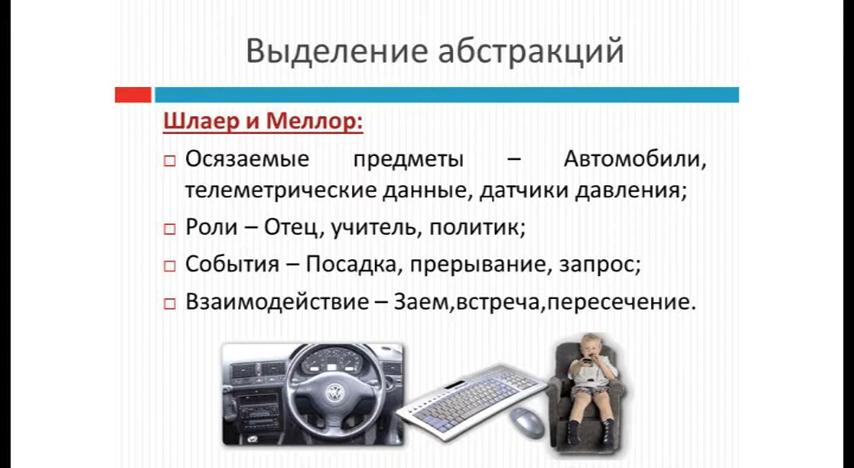 Выделение абстракций
Шлаер и Меллор:
Осязаемые предметы – Автомобили,
телеметрические данные, датчики давления;
Роли – Отец, учитель, политик;
События – Посадка, прерывание, запрос;
Взаимодействие – Заем,встреча,пересечение.